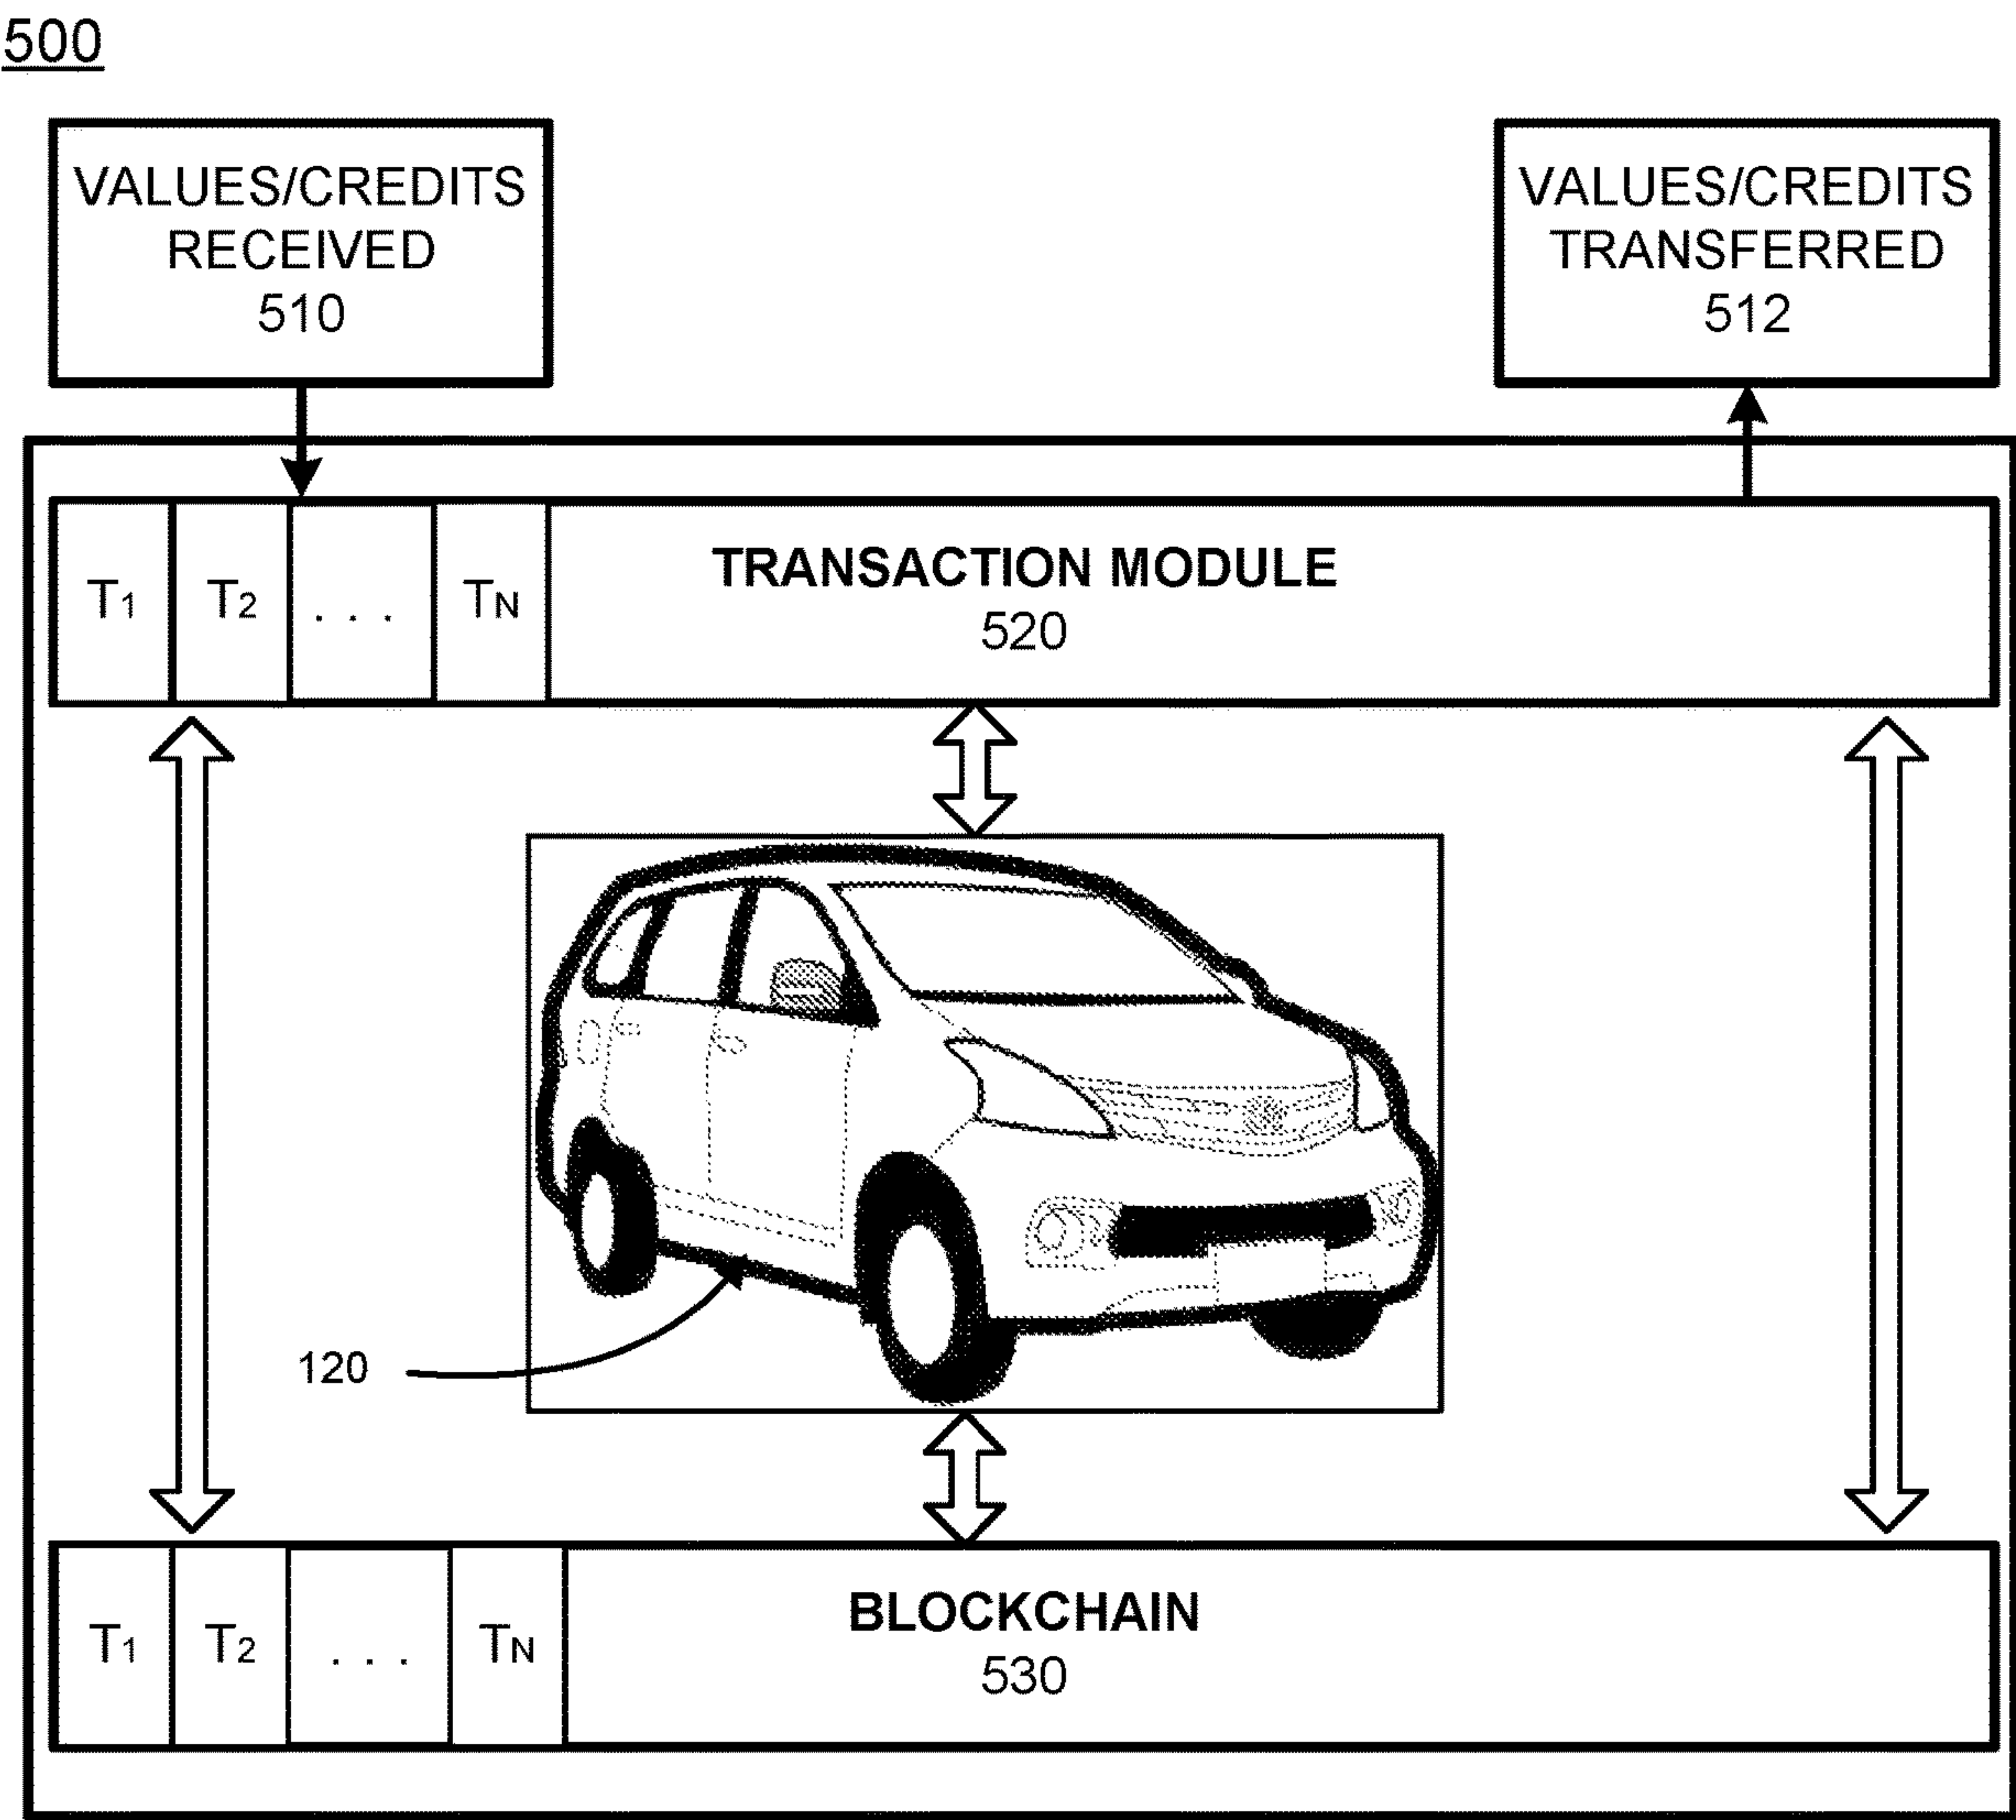 500
VALUES/CREDITS
RECEIVED
510
VALUES/CREDITS
TRANSFERRED
512
T1 T2 . . . TN
TRANSACTION MODULE
520
120
T1 T2 . . . TN
BLOCKCHAIN
530